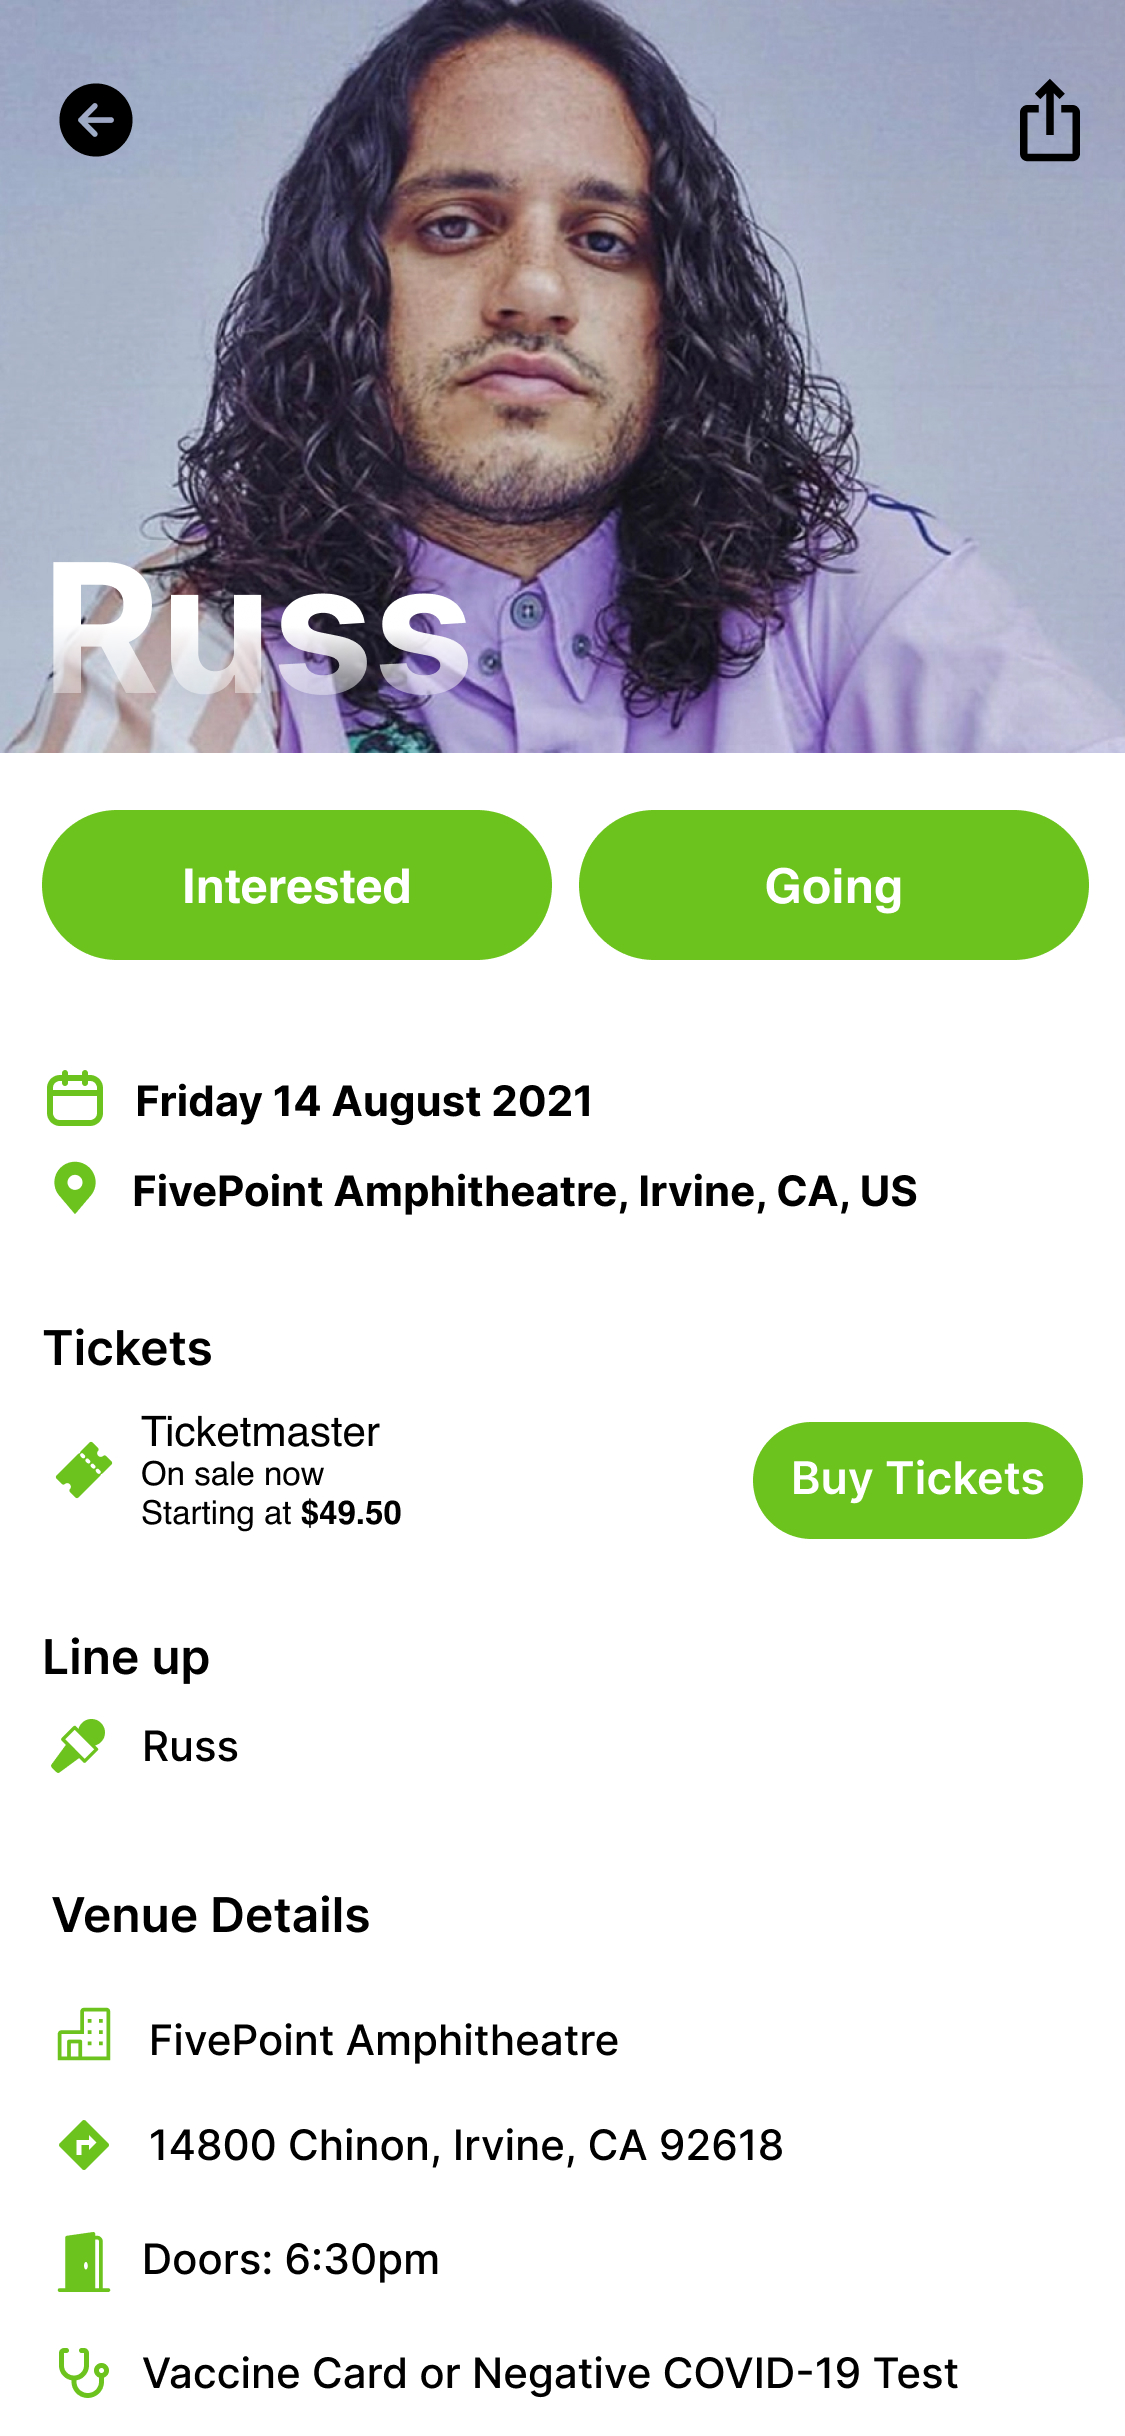 Russ
Interested
Going
Friday 14 August 2021
FivePoint Amphitheatre, Irvine, CA, US
Tickets
Ticketmaster
On sale now
Starting at $49.50
Buy Tickets
Line up
Russ
Venue Details
FivePoint Amphitheatre
14800 Chinon, Irvine, CA 92618
Doors: 6:30pm
Vaccine Card or Negative COVID-19 Test